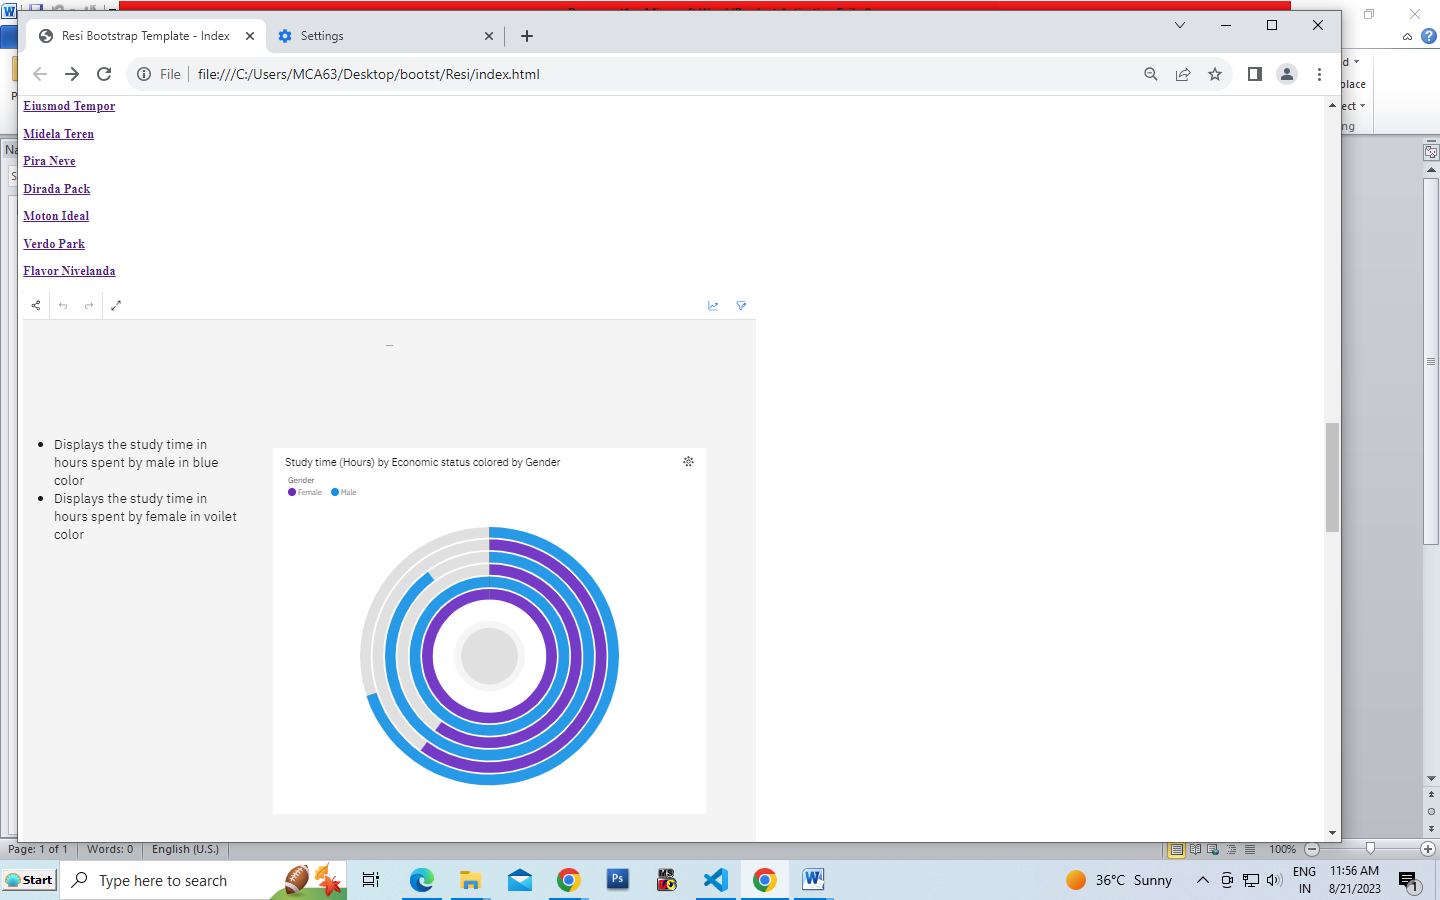 Resi Bootstrap Template - Index
Settings
File
file:///C:/Users/MCA63/Desktop/bootst/Resi/index.html
Eiusmod Tempor
Midela Teren
Pira Neve
Dirada Pack
Moton Ideal
Verdo Park
Flavor Nivelanda
Displays the study time in
hours spent by male in blue
color
Displays the study time in
hours spent by female in voilet
color
Study time (Hours) by Economic status colored by Gender
Gender
Female Male
Page: 1 of 1 Words: 0 English (U.S.) 100%
Start
Type here to search
Ps
36°C Sunny
ENG
IN
11:56 AM
8/21/2023
1